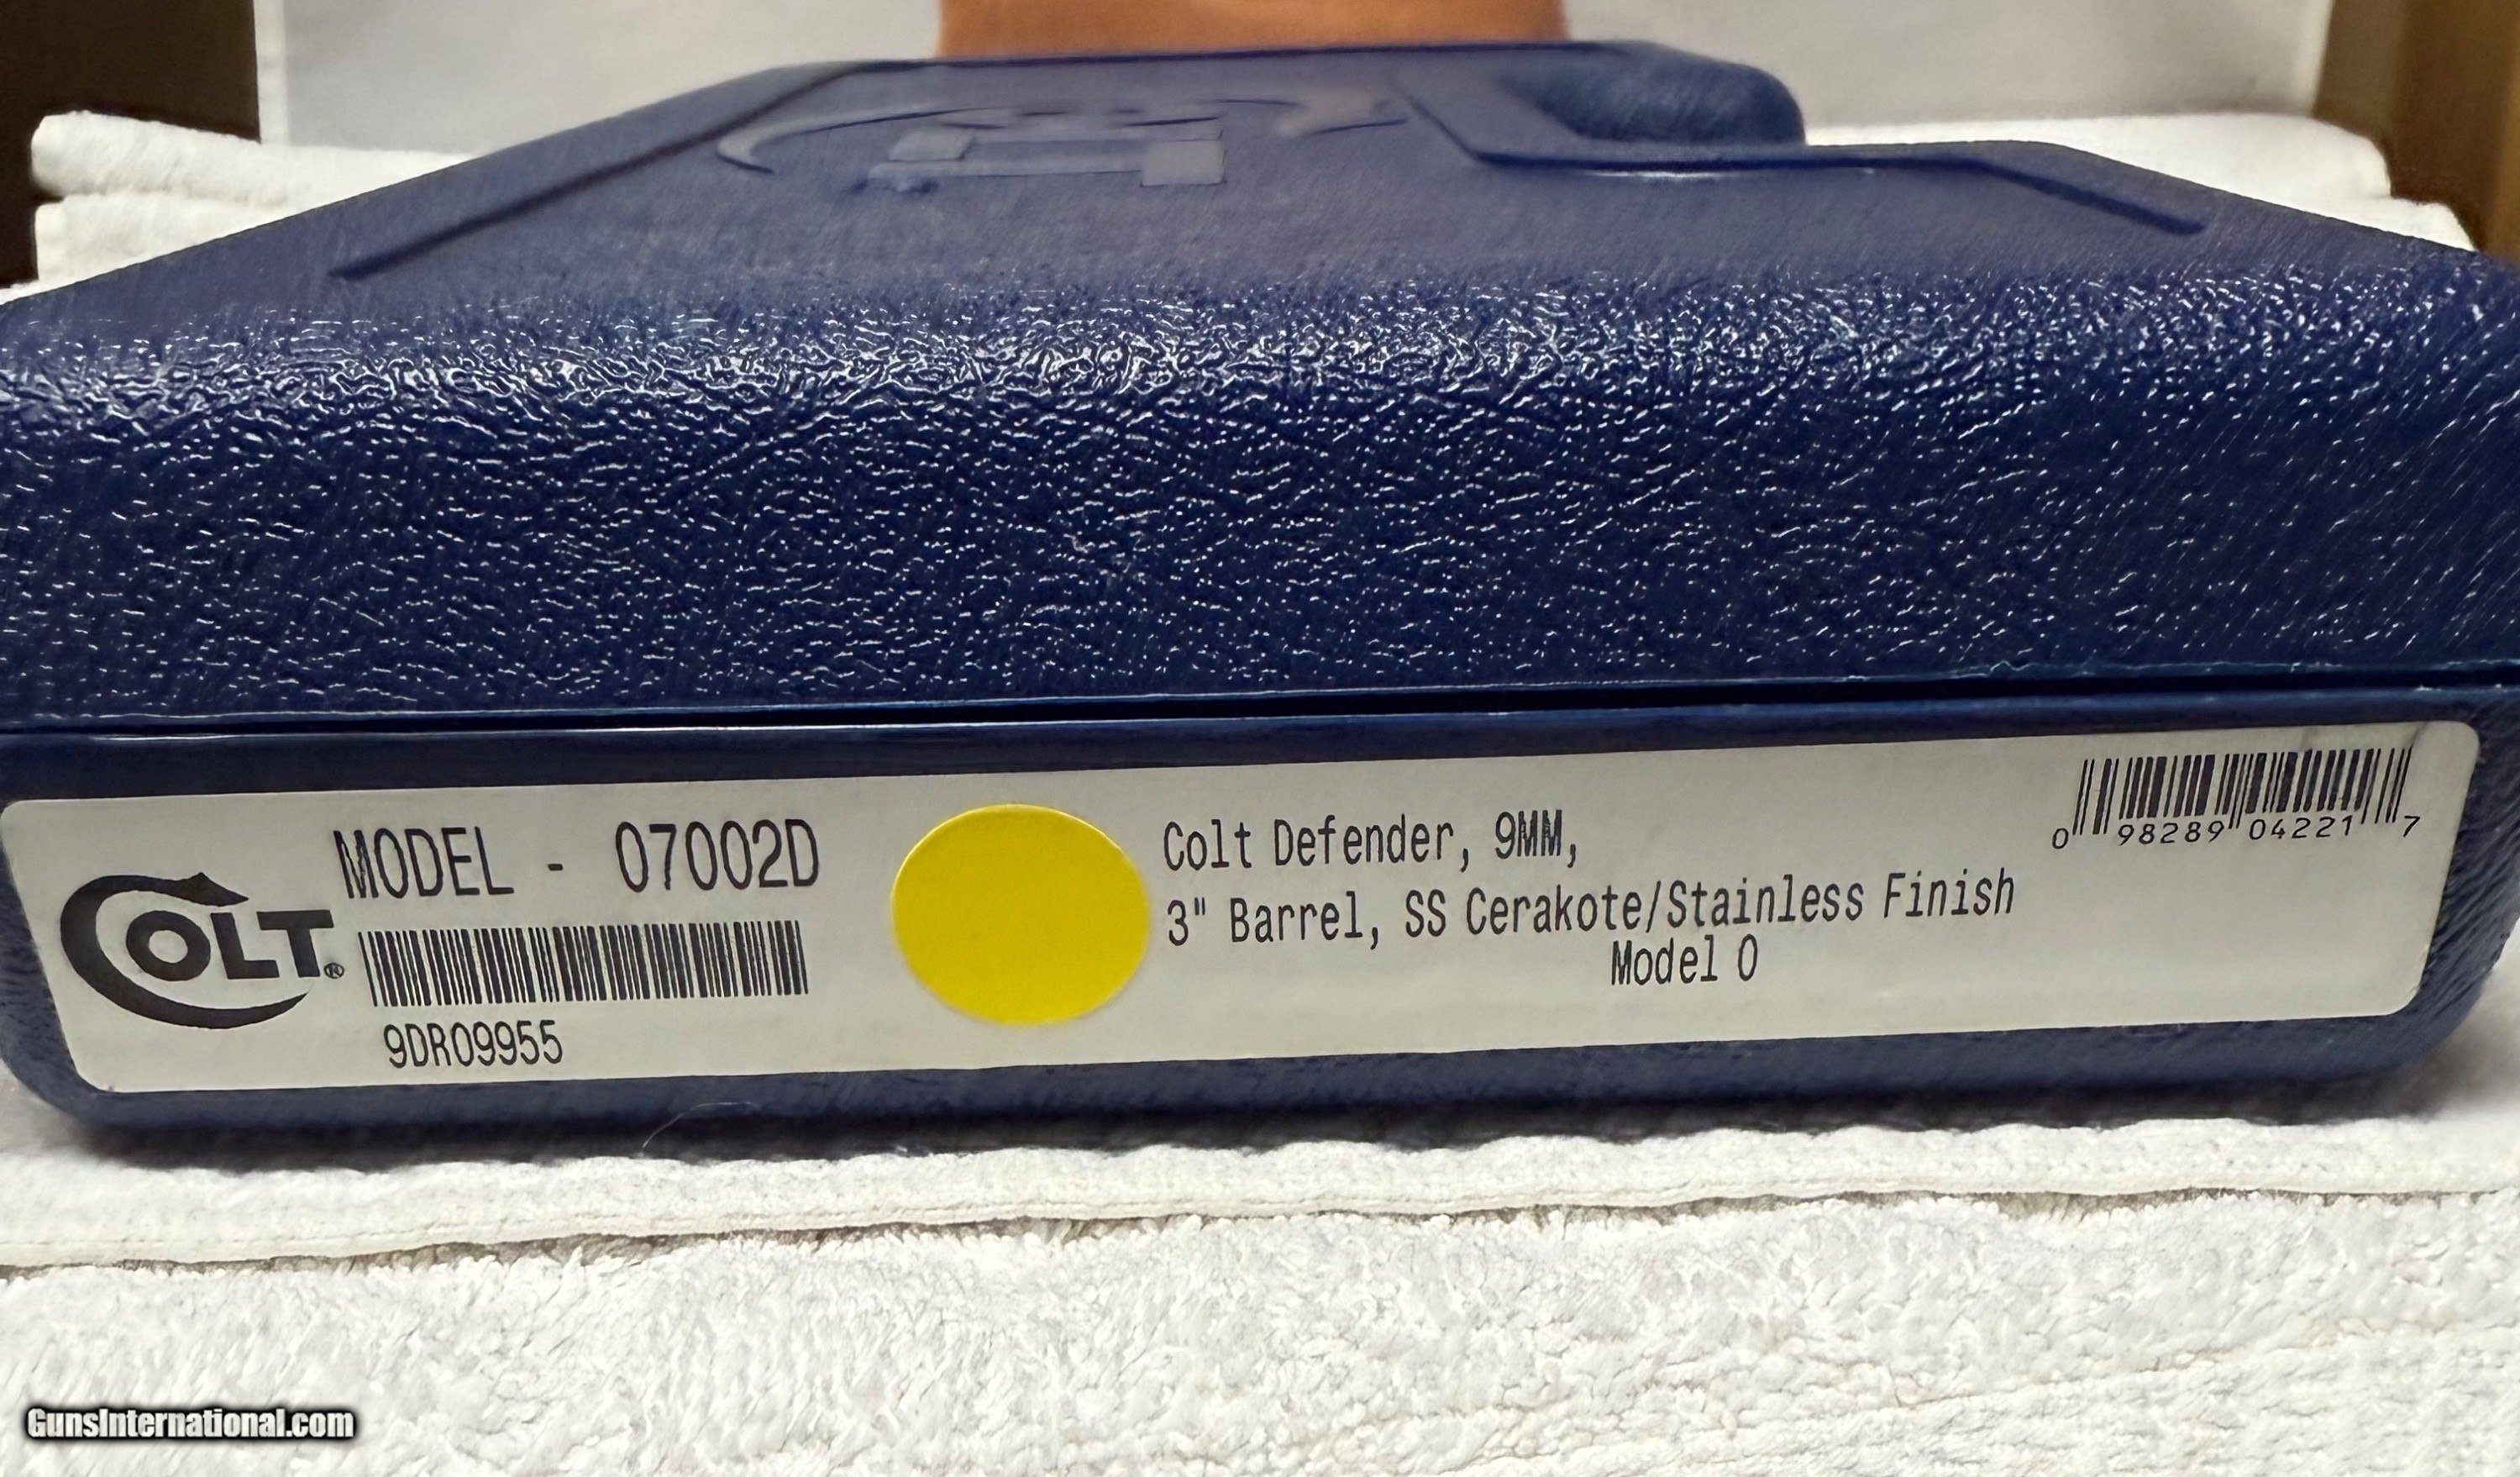 COLT®
MODEL - 07002D
9DR09955
Colt Defender, 9MM,
3" Barrel, SS Cerakote/Stainless Finish
Model O
0 98289 04221 7
GunsInternational.com